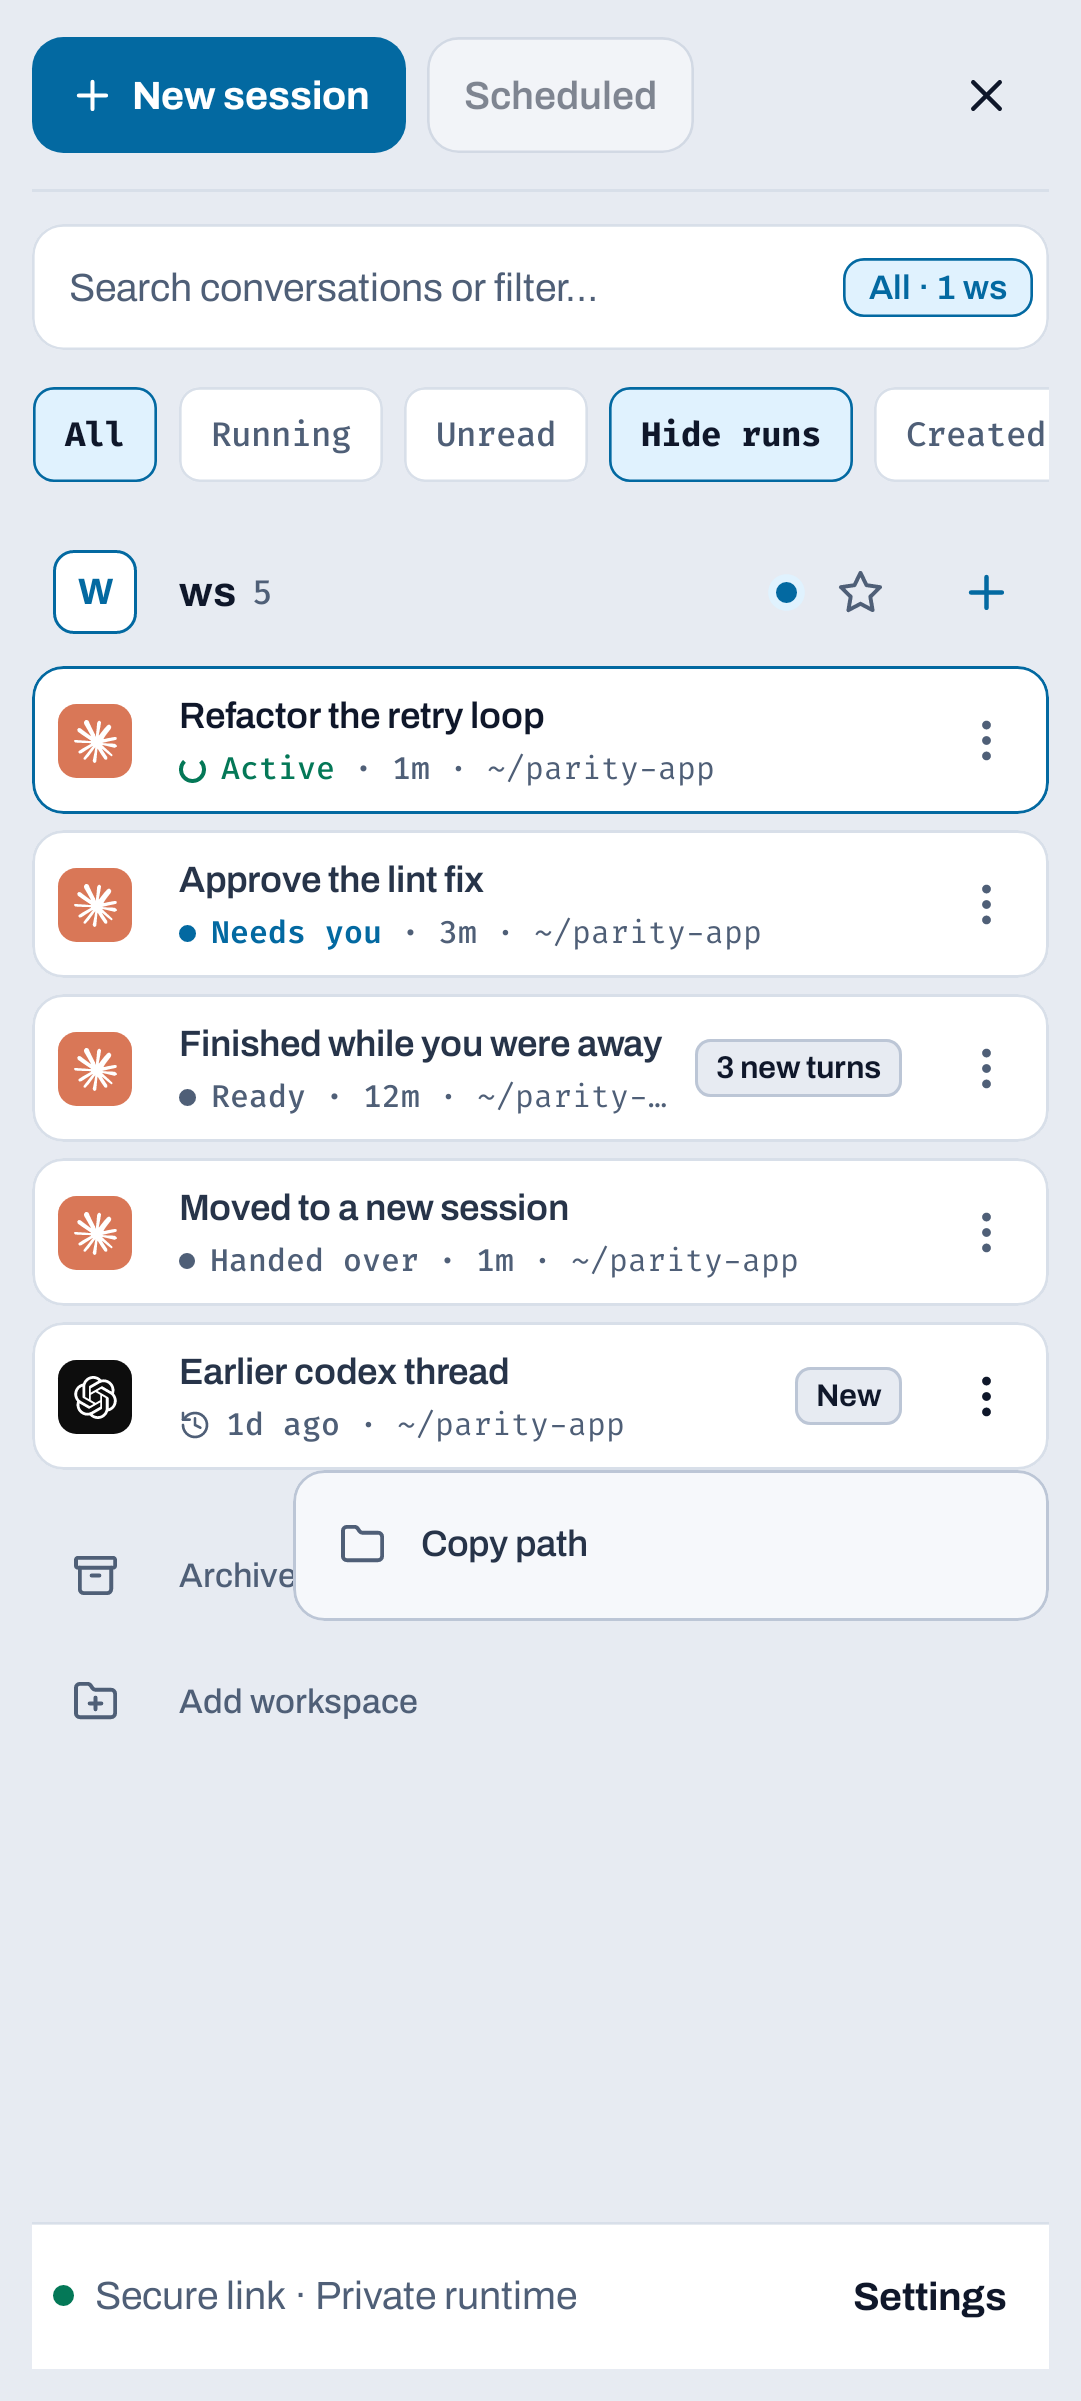 New session
Scheduled
Search conversations or filter...
All · 1 ws
All
Running
Unread
Hide runs
Created
W
ws 5
Refactor the retry loop
Active · 1m · ~/parity-app
Approve the lint fix
Needs you · 3m · ~/parity-app
Finished while you were away
3 new turns
Ready · 12m · ~/parity-…
Moved to a new session
Handed over · 1m · ~/parity-app
Earlier codex thread
New
1d ago · ~/parity-app
Copy path
Archive
Add workspace
Secure link · Private runtime
Settings